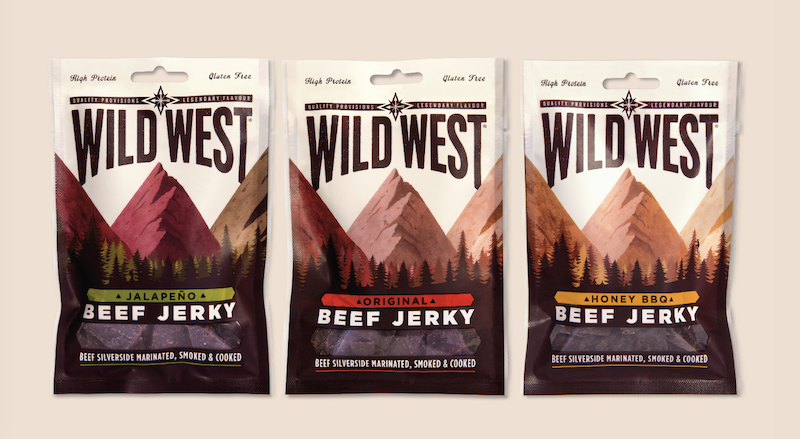 High Protein
Gluten Free
QUALITY PROVISIONS LEGENDARY FLAVOUR
WILD WEST®
JALAPEÑO
BEEF JERKY
BEEF SILVERSIDE MARINATED, SMOKED & COOKED
High Protein
Gluten Free
QUALITY PROVISIONS LEGENDARY FLAVOUR
WILD WEST®
ORIGINAL
BEEF JERKY
BEEF SILVERSIDE MARINATED, SMOKED & COOKED
High Protein
Gluten Free
QUALITY PROVISIONS LEGENDARY FLAVOUR
WILD WEST®
HONEY BBQ
BEEF JERKY
BEEF SILVERSIDE MARINATED, SMOKED & COOKED